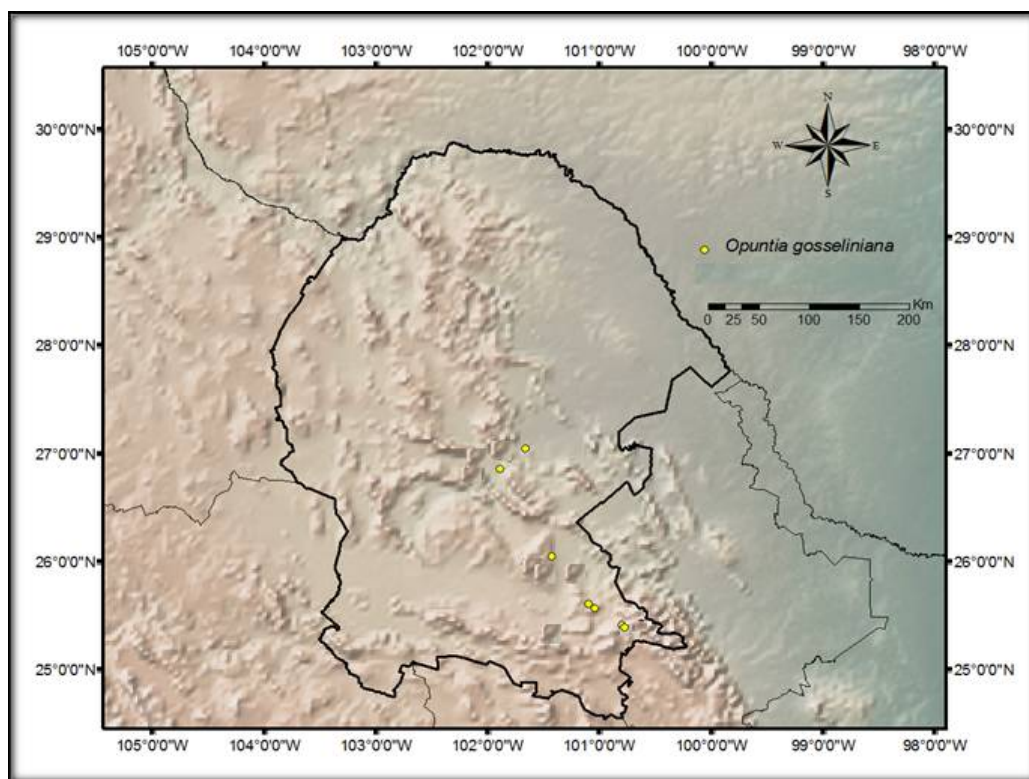 105°0'0"W 104°0'0"W 103°0'0"W 102°0'0"W 101°0'0"W 100°0'0"W 99°0'0"W 98°0'0"W
N
30°0'0"N 30°0'0"N
W E
S
29°0'0"N 29°0'0"N
Opuntia gosseliniana
Km
0 25 50 100 150 200
28°0'0"N 28°0'0"N
27°0'0"N 27°0'0"N
26°0'0"N 26°0'0"N
25°0'0"N 25°0'0"N
105°0'0"W 104°0'0"W 103°0'0"W 102°0'0"W 101°0'0"W 100°0'0"W 99°0'0"W 98°0'0"W